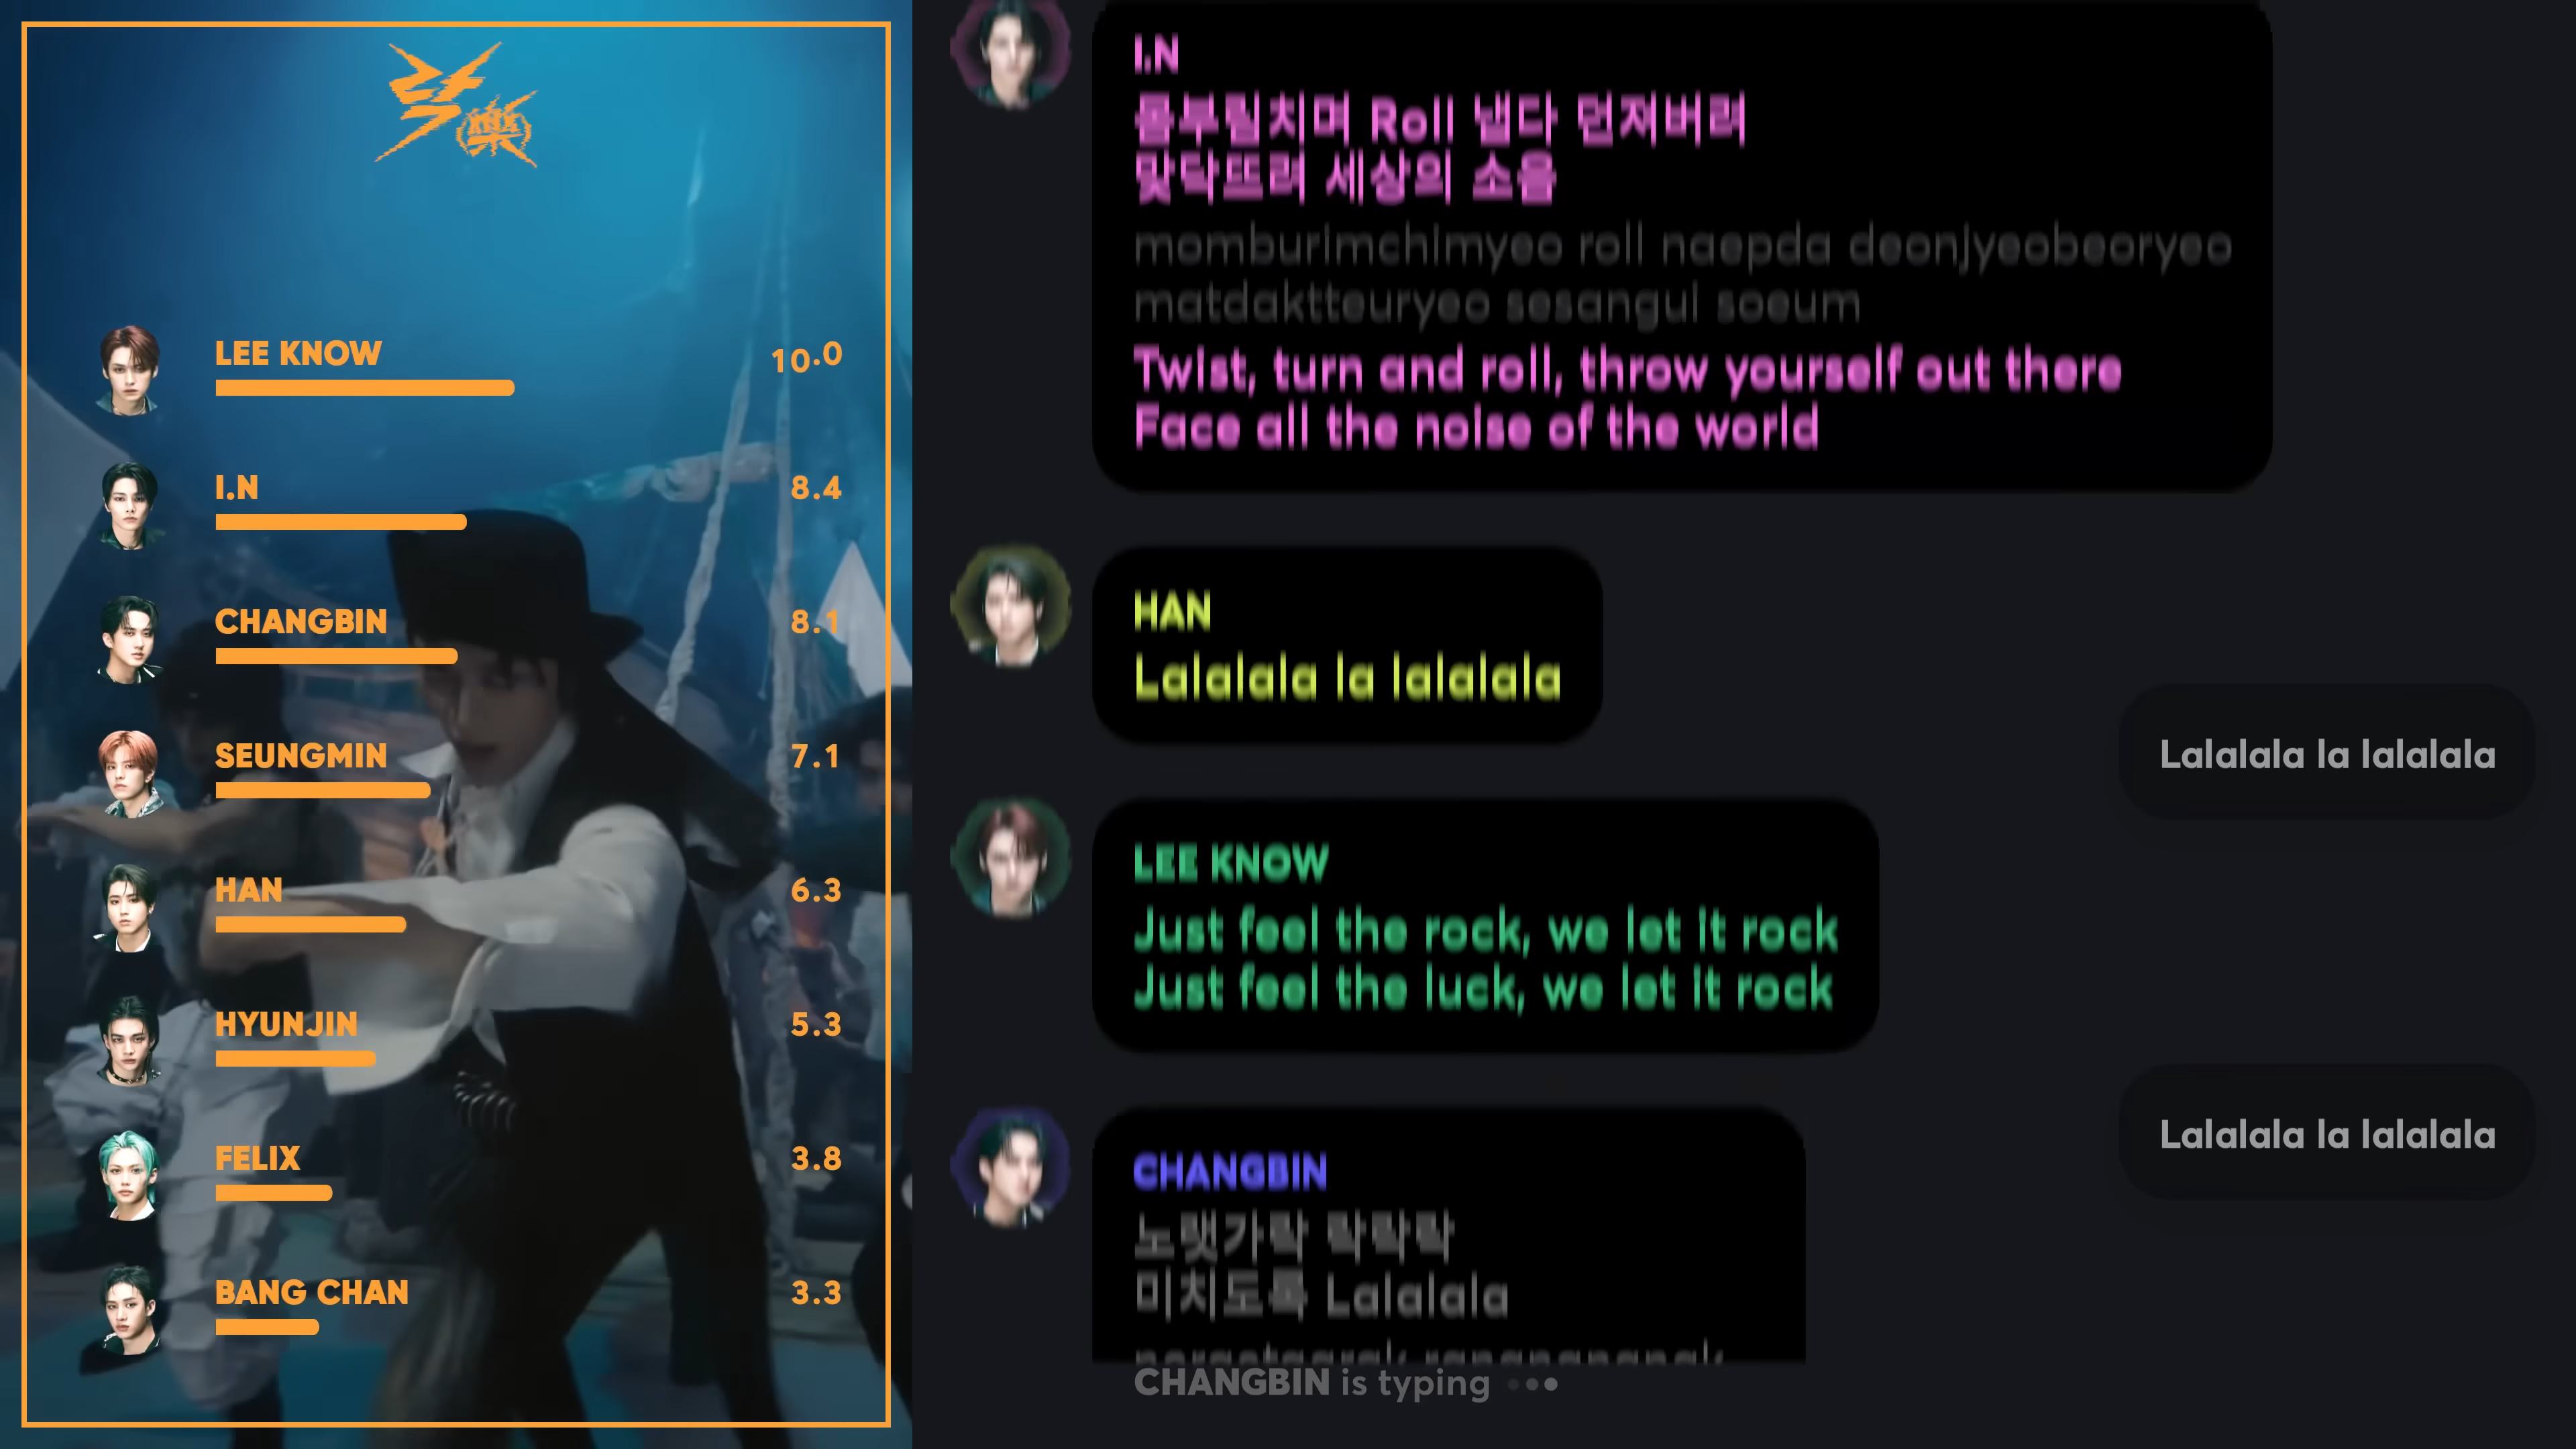 락
樂
LEE KNOW
10.0
I.N
8.4
CHANGBIN
8.1
SEUNGMIN
7.1
HAN
6.3
HYUNJIN
5.3
FELIX
3.8
BANG CHAN
3.3
I.N
몸부림치며 Roll 냅다 던져버려
맞닥뜨려 세상의 소음
momburimchimyeo roll naepda deonjyeobeoryeo
matdaktteuryeo sesangui soeum
Twist, turn and roll, throw yourself out there
Face all the noise of the world
HAN
Lalalala la lalalala
Lalalala la lalalala
LEE KNOW
Just feel the rock, we let it rock
Just feel the luck, we let it rock
Lalalala la lalalala
CHANGBIN
노랫가락 락락락
미치도록 Lalalala
CHANGBIN is typing